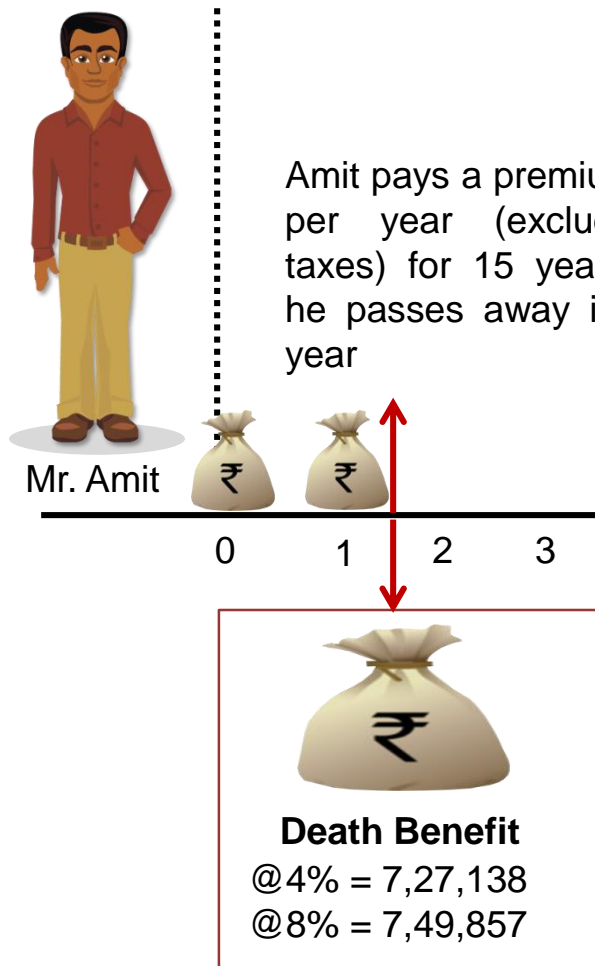 Amit pays a premiu
per year (exclu
taxes) for 15 yea
he passes away i
year
₹ ₹
Mr. Amit
0 1 2 3
₹
Death Benefit
@4% = 7,27,138
@8% = 7,49,857